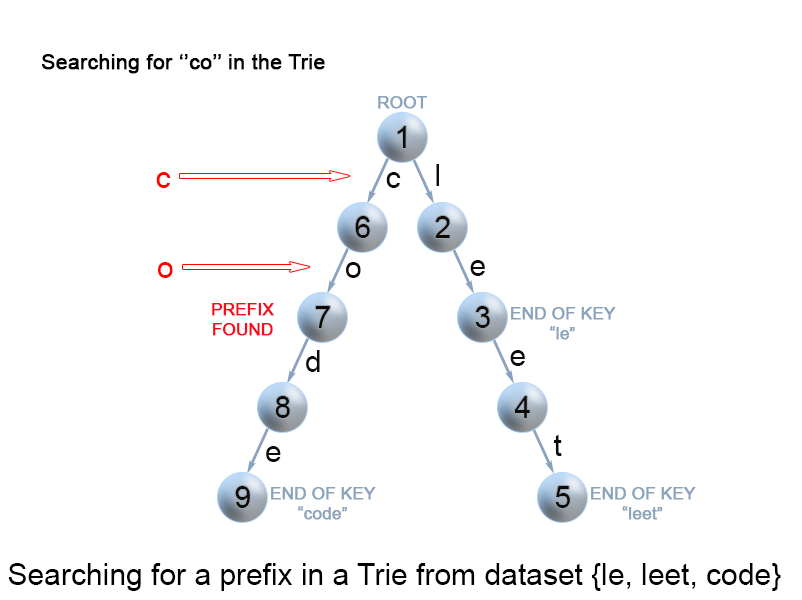 Searching for ‘’co’’ in the Trie
ROOT
1
c
c
l
6
2
o
o
e
PREFIX
FOUND
7
3
END OF KEY
“le”
d
e
8
4
e
t
9
END OF KEY
“code”
5
END OF KEY
“leet”
Searching for a prefix in a Trie from dataset {le, leet, code}